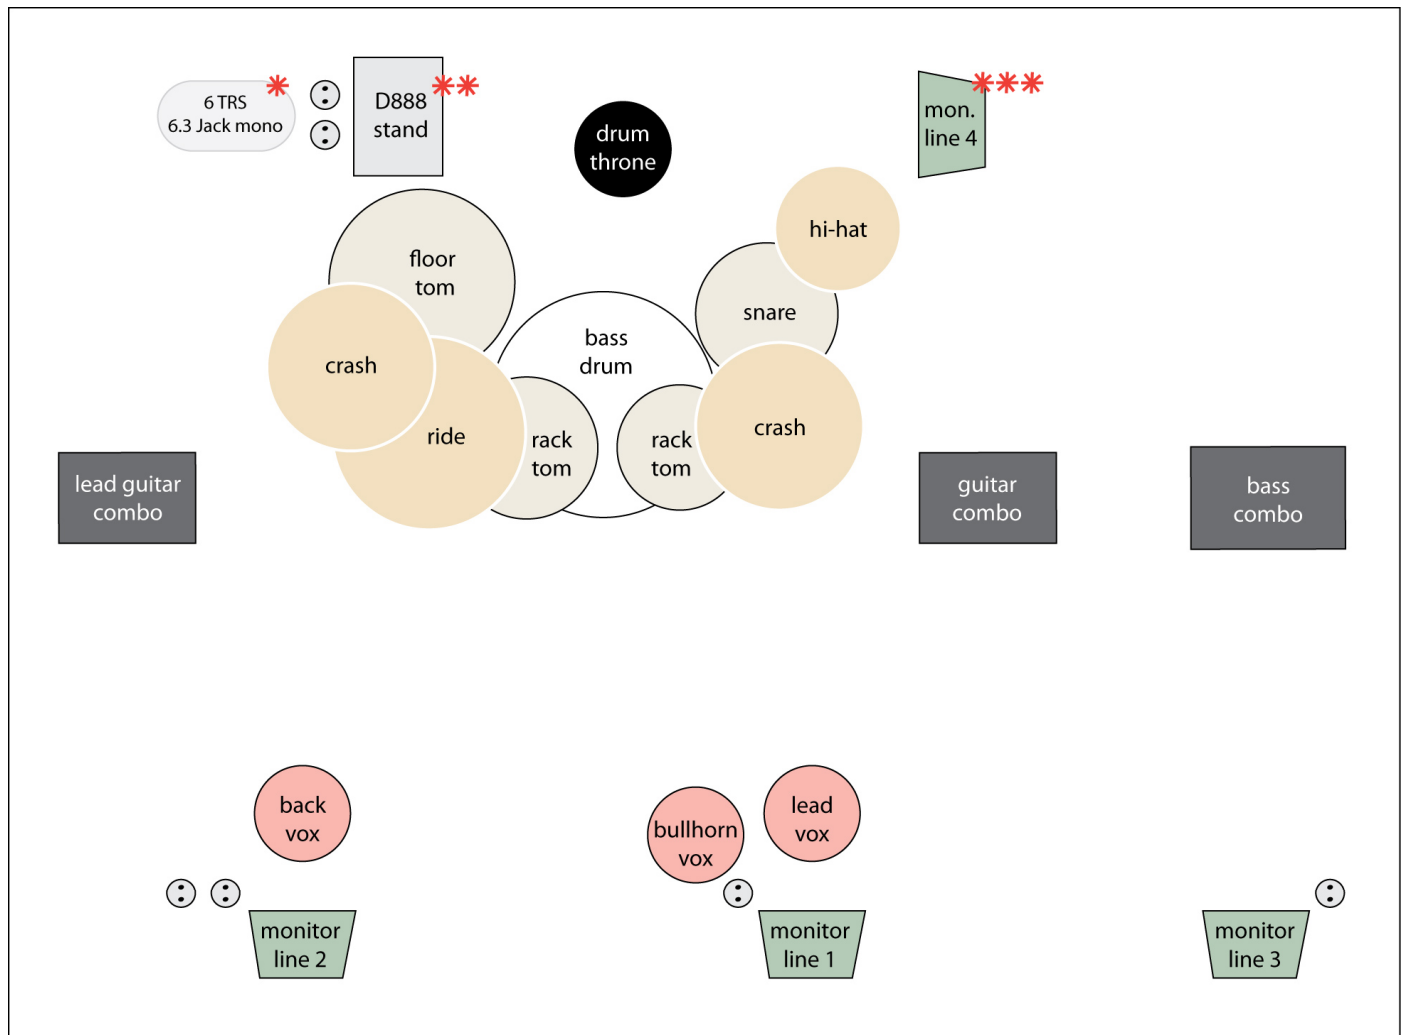 6 TRS
6.3 Jack mono
D888
stand
drum
throne
mon.
line 4
hi-hat
floor
tom
snare
bass
drum
crash
ride
rack
tom
rack
tom
crash
lead guitar
combo
guitar
combo
bass
combo
back
vox
bullhorn
vox
lead
vox
monitor
line 2
monitor
line 1
monitor
line 3